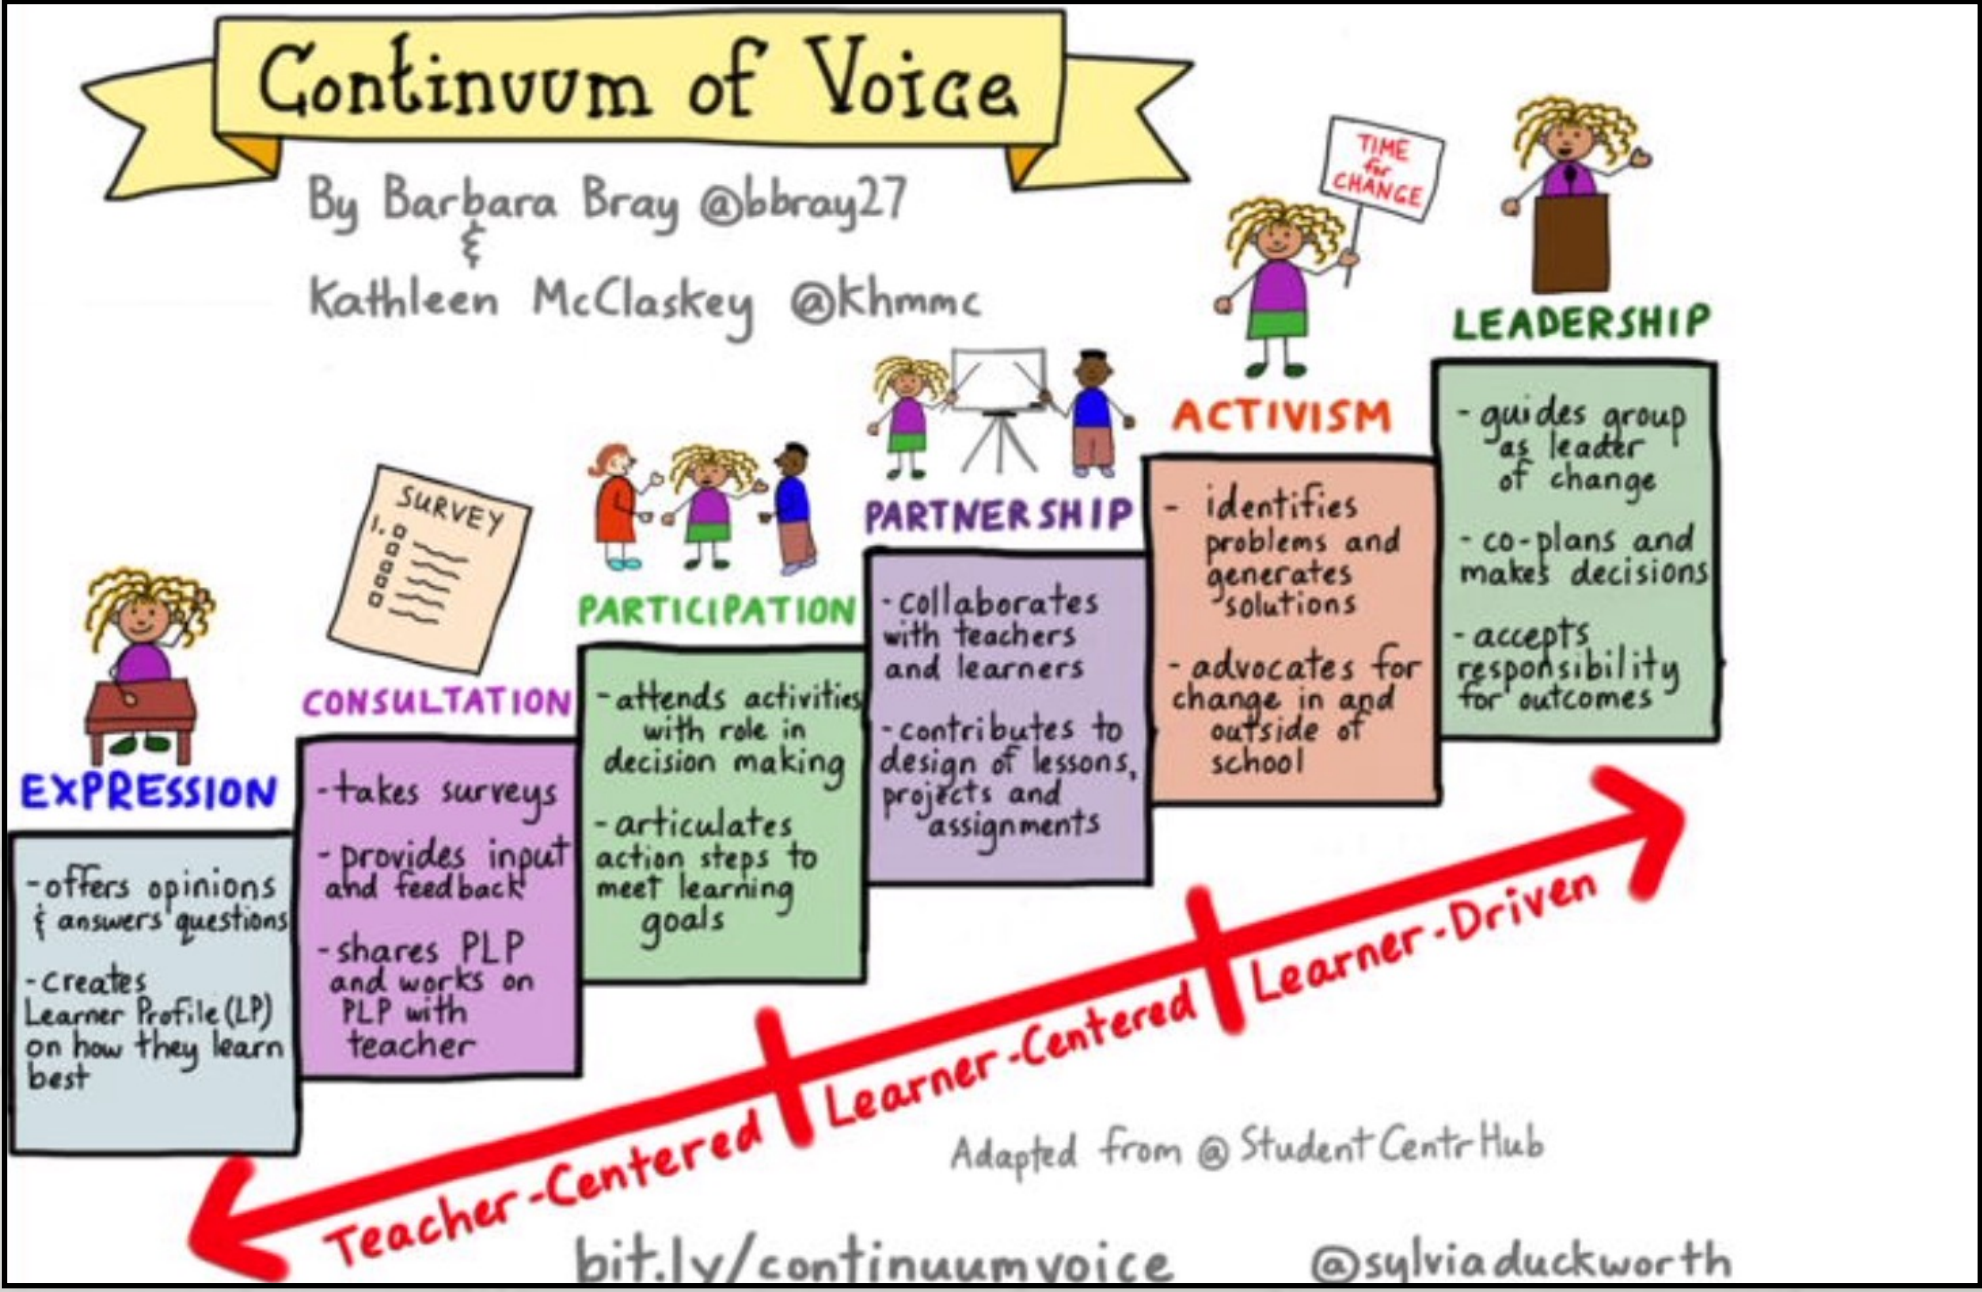 Continuum of Voice
By Barbara Bray @bbray27
&
Kathleen McClaskey @khmmc
EXPRESSION
-offers opinions
& answers questions
-creates
Learner Profile (LP)
on how they learn
best
SURVEY
1.
CONSULTATION
-takes surveys
-provides input
and feedback
-shares PLP
and works on
PLP with
teacher
PARTICIPATION
-attends activities
with role in
decision making
-articulates
action steps to
meet learning
goals
PARTNERSHIP
-collaborates
with teachers
and learners
-contributes to
design of lessons,
projects and
assignments
TIME
for
CHANGE
ACTIVISM
- identifies
problems and
generates
solutions
-advocates for
change in and
outside of
school
LEADERSHIP
-guides group
as leader
of change
-co-plans and
makes decisions
-accepts
responsibility
for outcomes
Teacher-Centered
Learner-Centered
Learner-Driven
Adapted from @StudentCentrHub
bit.ly/continuumvoice
@sylviaduckworth